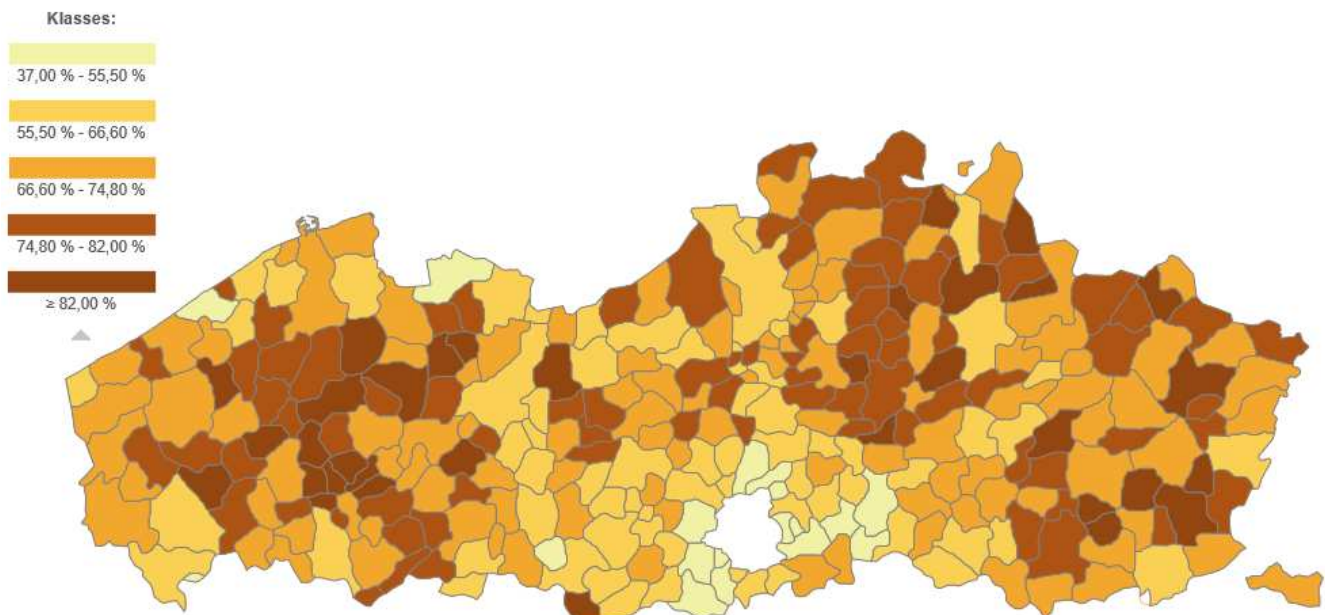 Klasses:
37,00 % - 55,50 %
55,50 % - 66,60 %
66,60 % - 74,80 %
74,80 % - 82,00 %
≥ 82,00 %